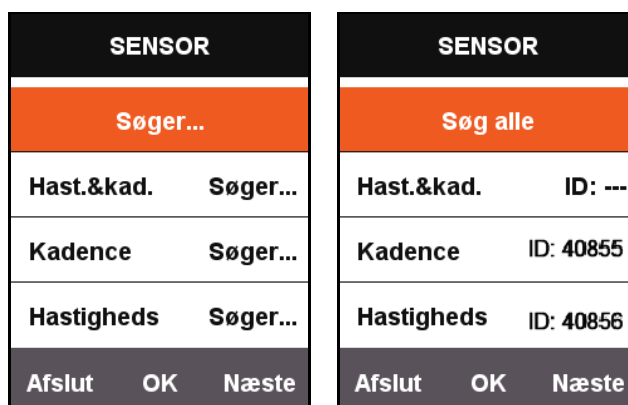 SENSOR
Søger...
Hast.&kad. Søger...
Kadence Søger...
Hastigheds Søger...
Afslut OK Næste
SENSOR
Søg alle
Hast.&kad. ID: ---
Kadence ID: 40855
Hastigheds ID: 40856
Afslut OK Næste